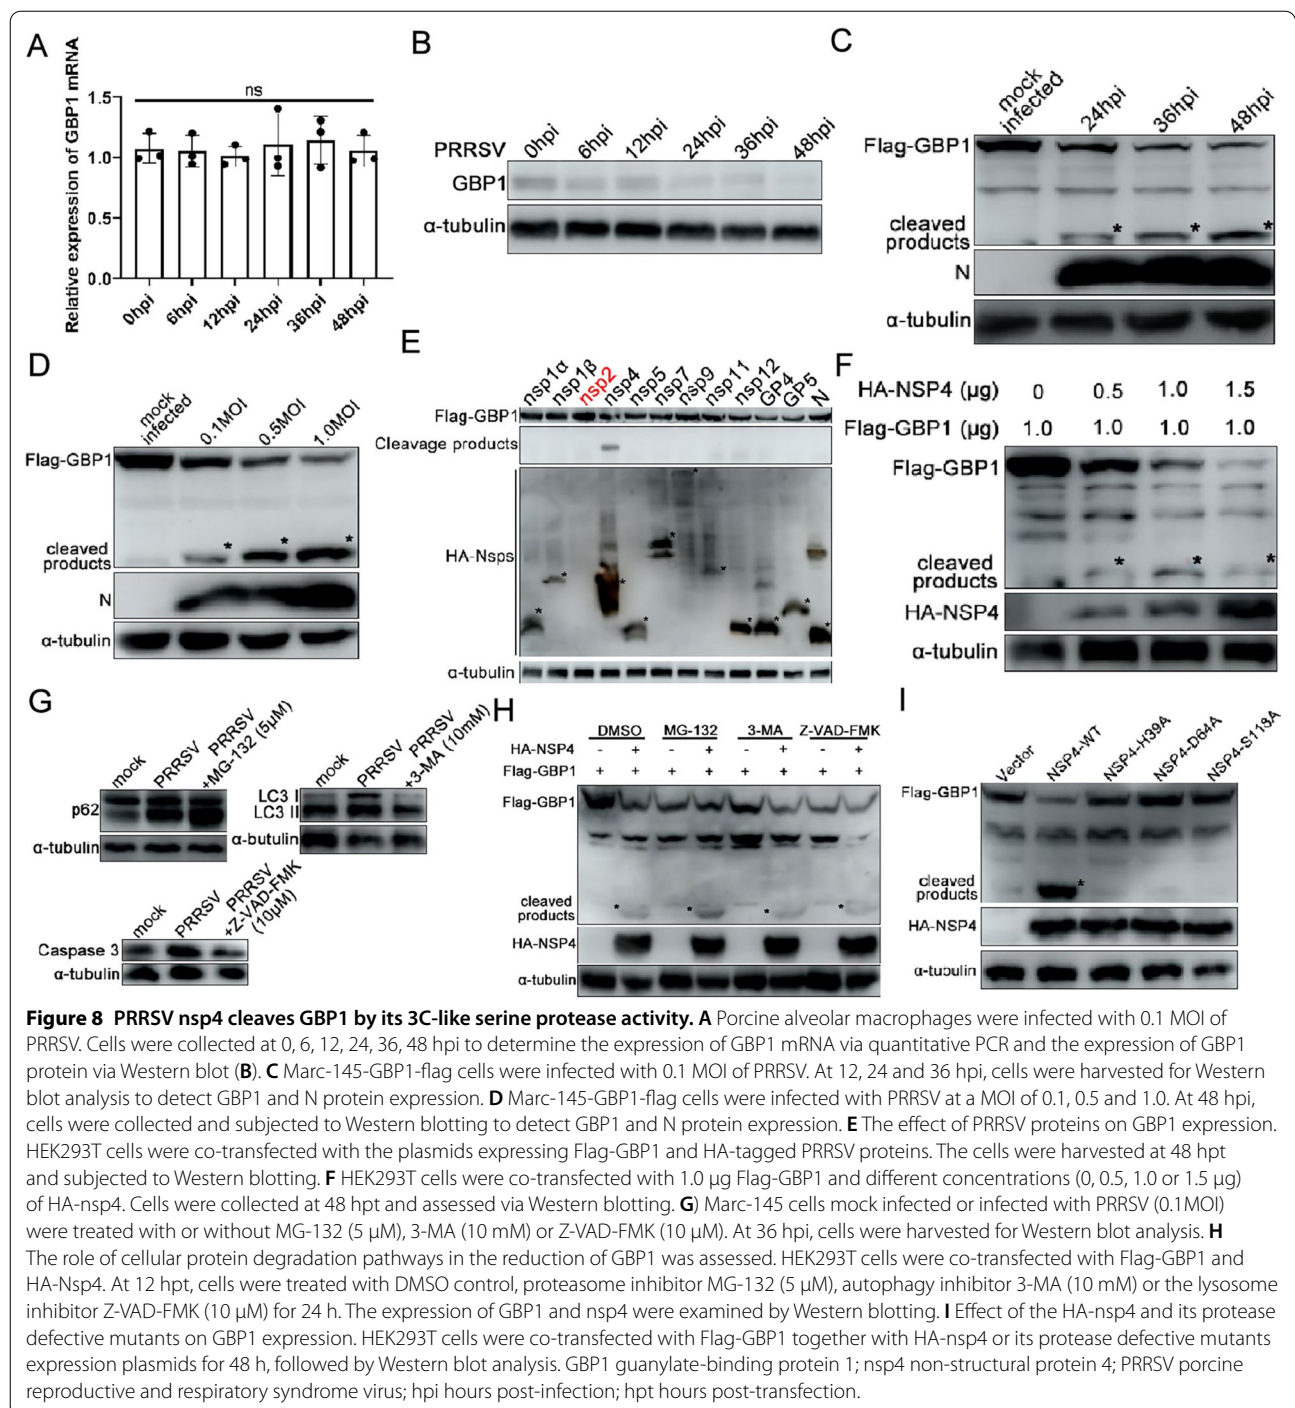 A
Relative expression of GBP1 mRNA
1.5
1.0
0.5
0.0
ns
0hpi
6hpi
12hpi
24hpi
36hpi
48hpi
B
PRRSV
0hpi
6hpi
12hpi
24hpi
36hpi
48hpi
GBP1
α-tubulin
C
mock infected
24hpi
36hpi
48hpi
Flag-GBP1
cleaved
products
* * *
N
α-tubulin
D
mock infected
0.1MOI
0.5MOI
1.0MOI
Flag-GBP1
cleaved
products
* * *
N
α-tubulin
E
nsp1α
nsp1β
nsp2
nsp4
nsp5
nsp7
nsp9
nsp11
nsp12
GP4
GP5
N
Flag-GBP1
Cleavage products
HA-Nsps
α-tubulin
F
HA-NSP4 (μg) 0 0.5 1.0 1.5
Flag-GBP1 (μg) 1.0 1.0 1.0 1.0
Flag-GBP1
cleaved
products
* * *
HA-NSP4
α-tubulin
G
mock
PRRSV
PRRSV
+MG-132 (5μM)
p62
α-tubulin
mock
PRRSV
PRRSV
+3-MA (10mM)
LC3 I
LC3 II
α-butulin
mock
PRRSV
PRRSV
+Z-VAD-FMK
(10μM)
Caspase 3
α-tubulin
H
DMSO MG-132 3-MA Z-VAD-FMK
HA-NSP4 - + - + - + - +
Flag-GBP1 + + + + + + + +
Flag-GBP1
cleaved
products
* * * *
HA-NSP4
α-tubulin
I
Vector
NSP4-WT
NSP4-H39A
NSP4-D64A
NSP4-S118A
Flag-GBP1
cleaved
products
*
HA-NSP4
α-tubulin
Figure 8 PRRSV nsp4 cleaves GBP1 by its 3C-like serine protease activity. A Porcine alveolar macrophages were infected with 0.1 MOI of
PRRSV. Cells were collected at 0, 6, 12, 24, 36, 48 hpi to determine the expression of GBP1 mRNA via quantitative PCR and the expression of GBP1
protein via Western blot (B). C Marc-145-GBP1-flag cells were infected with 0.1 MOI of PRRSV. At 12, 24 and 36 hpi, cells were harvested for Western
blot analysis to detect GBP1 and N protein expression. D Marc-145-GBP1-flag cells were infected with PRRSV at a MOI of 0.1, 0.5 and 1.0. At 48 hpi,
cells were collected and subjected to Western blotting to detect GBP1 and N protein expression. E The effect of PRRSV proteins on GBP1 expression.
HEK293T cells were co-transfected with the plasmids expressing Flag-GBP1 and HA-tagged PRRSV proteins. The cells were harvested at 48 hpt
and subjected to Western blotting. F HEK293T cells were co-transfected with 1.0 μg Flag-GBP1 and different concentrations (0, 0.5, 1.0 or 1.5 μg)
of HA-nsp4. Cells were collected at 48 hpt and assessed via Western blotting. G) Marc-145 cells mock infected or infected with PRRSV (0.1MOI)
were treated with or without MG-132 (5 μM), 3-MA (10 mM) or Z-VAD-FMK (10 μM). At 36 hpi, cells were harvested for Western blot analysis. H
The role of cellular protein degradation pathways in the reduction of GBP1 was assessed. HEK293T cells were co-transfected with Flag-GBP1 and
HA-Nsp4. At 12 hpt, cells were treated with DMSO control, proteasome inhibitor MG-132 (5 μM), autophagy inhibitor 3-MA (10 mM) or the lysosome
inhibitor Z-VAD-FMK (10 μM) for 24 h. The expression of GBP1 and nsp4 were examined by Western blotting. I Effect of the HA-nsp4 and its protease
defective mutants on GBP1 expression. HEK293T cells were co-transfected with Flag-GBP1 together with HA-nsp4 or its protease defective mutants
expression plasmids for 48 h, followed by Western blot analysis. GBP1 guanylate-binding protein 1; nsp4 non-structural protein 4; PRRSV porcine
reproductive and respiratory syndrome virus; hpi hours post-infection; hpt hours post-transfection.